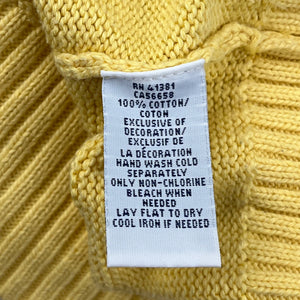 RN 41381
CA56658
100% COTTON/
COTON
EXCLUSIVE OF
DECORATION/
EXCLUSIF DE
LA DÉCORATION
HAND WASH COLD
SEPARATELY
ONLY NON-CHLORINE
BLEACH WHEN
NEEDED
LAY FLAT TO DRY
COOL IRON IF NEEDED